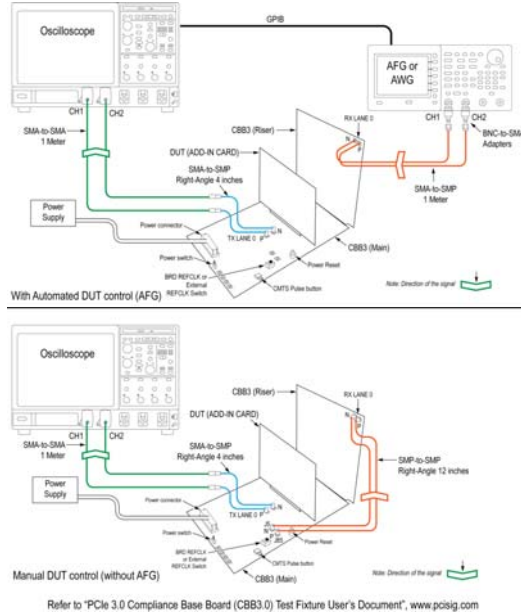 GPIB
Oscilloscope
AFG or
AWG
CH1
CH2
CH1
CH2
SMA-to-SMA
1 Meter
CBB3 (Riser)
RX LANE 0
N
P
BNC-to-SMA
Adapters
DUT (ADD-IN CARD)
SMA-to-SMP
Right-Angle 4 inches
SMA-to-SMP
1 Meter
Power
Supply
Power connector
TX LANE 0
P
N
CBB3 (Main)
Power switch
Power Reset
BRD REFCLK or
External
REFCLK Switch
CMTS Pulse button
Note: Direction of the signal
With Automated DUT control (AFG)
Oscilloscope
CBB3 (Riser)
RX LANE 0
N
P
DUT (ADD-IN CARD)
CH1
CH2
SMA-to-SMA
1 Meter
SMA-to-SMP
Right-Angle 4 inches
SMP-to-SMP
Right-Angle 12 inches
Power
Supply
Power connector
TX LANE 0
P
N
Power switch
Power Reset
BRD REFCLK
or External
REFCLK Switch
CMTS Pulse button
CBB3 (Main)
Note: Direction of the signal
Manual DUT control (without AFG)
Refer to "PCIe 3.0 Compliance Base Board (CBB3.0) Test Fixture User's Document", www.pcisig.com